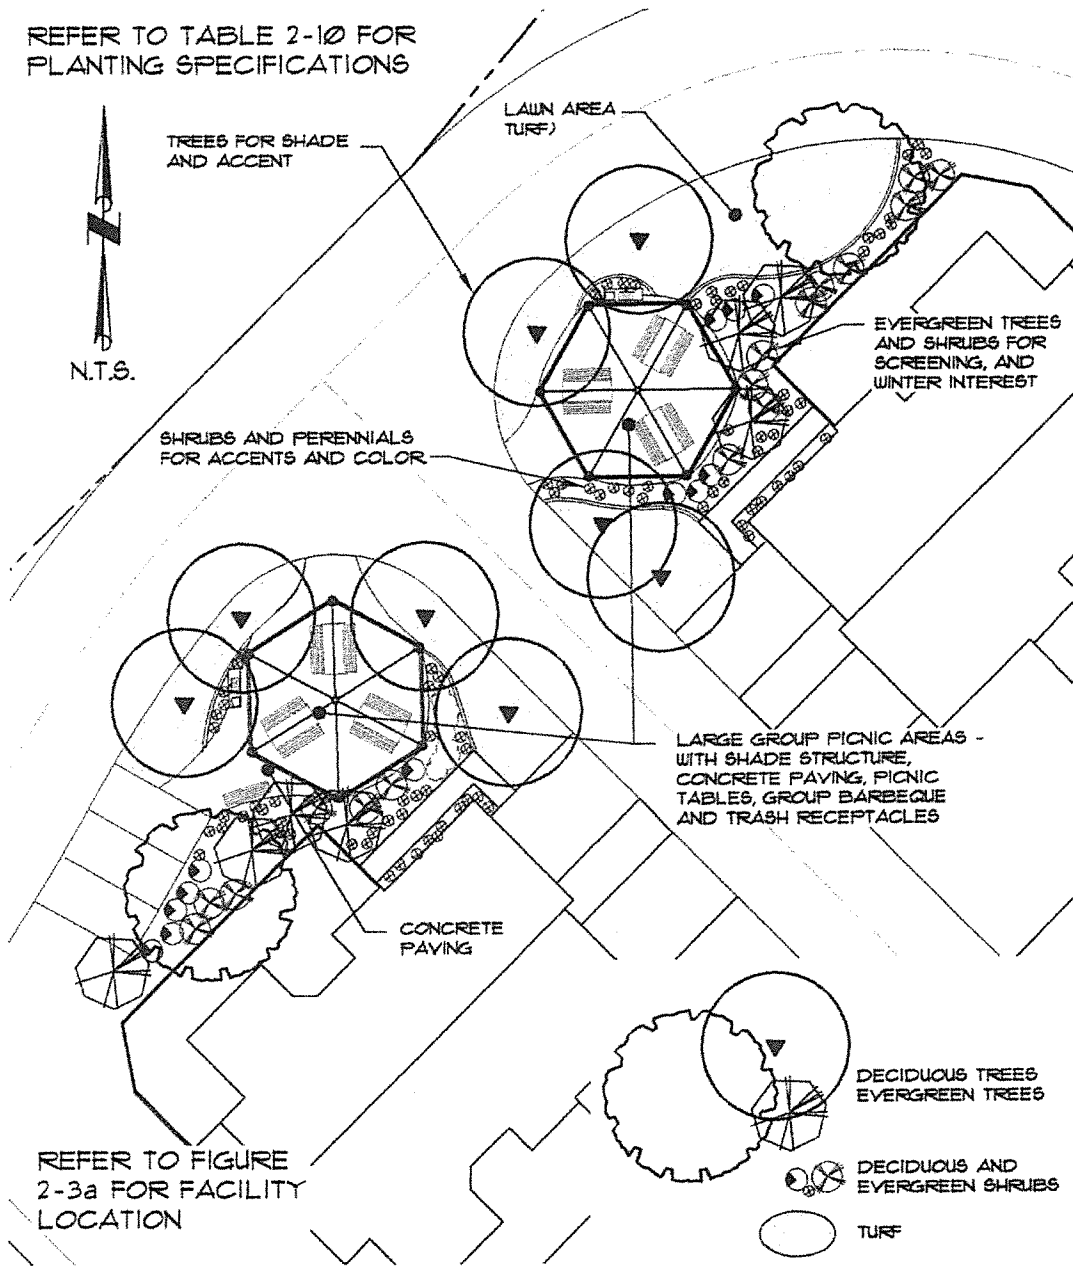 REFER TO TABLE 2-10 FOR
PLANTING SPECIFICATIONS
LAWN AREA
TURF)
TREES FOR SHADE
AND ACCENT
N.T.S.
EVERGREEN TREES
AND SHRUBS FOR
SCREENING, AND
WINTER INTEREST
SHRUBS AND PERENNIALS
FOR ACCENTS AND COLOR
LARGE GROUP PICNIC AREAS -
WITH SHADE STRUCTURE,
CONCRETE PAVING, PICNIC
TABLES, GROUP BARBEQUE
AND TRASH RECEPTACLES
CONCRETE
PAVING
DECIDUOUS TREES
EVERGREEN TREES
REFER TO FIGURE
2-3a FOR FACILITY
LOCATION
DECIDUOUS AND
EVERGREEN SHRUBS
TURF